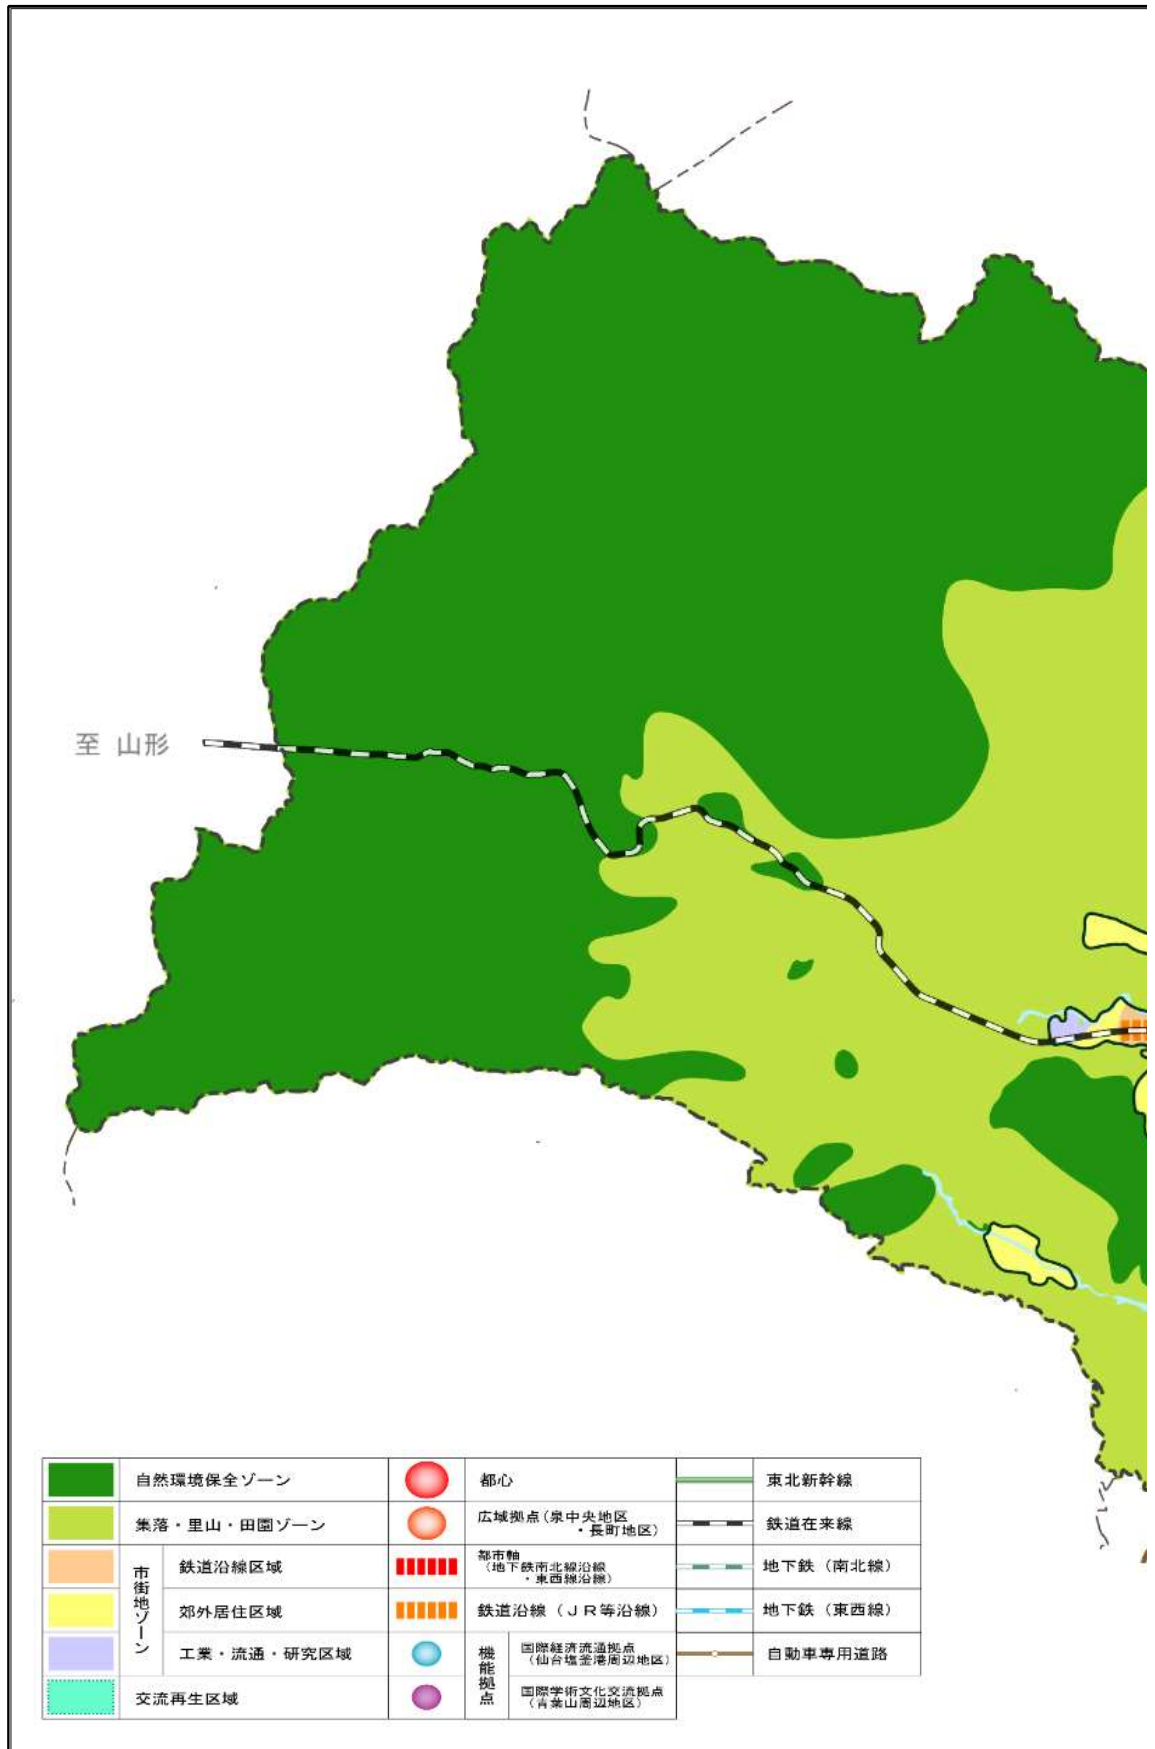 至 山形
自然環境保全ゾーン
都心
東北新幹線
集落・里山・田園ゾーン
広域拠点(泉中央地区
・長町地区)
鉄道在来線
市街地ゾーン
鉄道沿線区域
都市軸
(地下鉄南北線沿線
・東西線沿線)
地下鉄(南北線)
郊外居住区域
鉄道沿線(JR等沿線)
地下鉄(東西線)
工業・流通・研究区域
機能拠点
国際経済流通拠点
(仙台塩釜港周辺地区)
自動車専用道路
交流再生区域
国際学術文化交流拠点
(青葉山周辺地区)